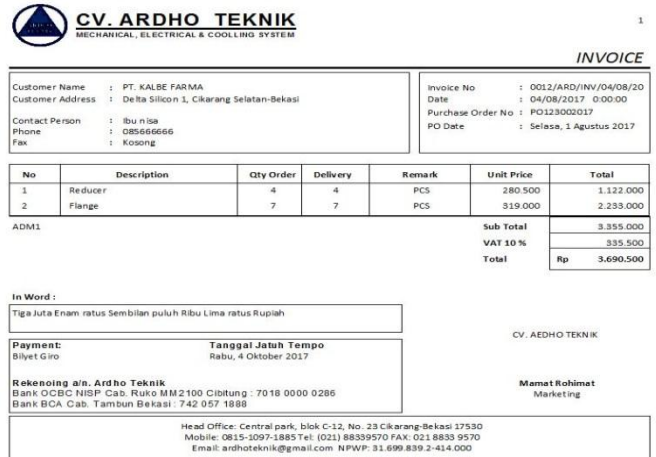 CV. ARDHO TEKNIK
MECHANICAL, ELECTRICAL & COOLLING SYSTEM
1
INVOICE
Customer Name : PT. KALBE FARMA
Customer Address : Delta Silicon 1, Cikarang Selatan-Bekasi
Contact Person : Ibu nisa
Phone : 085666666
Fax : Kosong
Invoice No : 0012/ARD/INV/04/08/20
Date : 04/08/2017 0:00:00
Purchase Order No : PO123002017
PO Date : Selasa, 1 Agustus 2017
No Description Qty Order Delivery Remark Unit Price Total
1 Reducer 4 4 PCS 280.500 1.122.000
2 Flange 7 7 PCS 319.000 2.233.000
ADM1 Sub Total 3.355.000
VAT 10 % 335.500
Total Rp 3.690.500
In Word :
Tiga Juta Enam ratus Sembilan puluh Ribu Lima ratus Rupiah
CV. AEDHO TEKNIK
Payment: Tanggal Jatuh Tempo
Bilyet Giro Rabu, 4 Oktober 2017
Rekenoing a/n. Ardho Teknik
Bank OCBC NISP Cab. Ruko MM2100 Cibitung : 7018 0000 0286
Bank BCA Cab. Tambun Bekasi : 742 057 1888
Mamat Rohimat
Marketing
Head Office: Central park, blok C-12, No. 23 Cikarang-Bekasi 17530
Mobile: 0815-1097-1885 Tel: (021) 88339570 FAX: 021 8833 9570
Email: ardhoteknik@gmail.com NPWP: 31.699.839.2-414.000